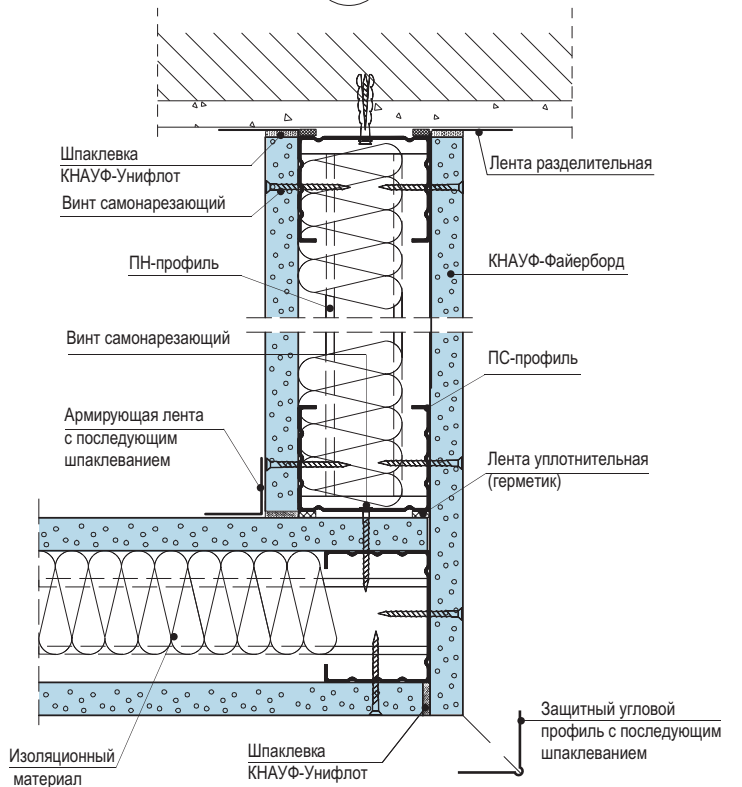 Шпаклевка
КНАУФ-Унифлот
Лента разделительная
Винт самонарезающий
ПН-профиль
КНАУФ-Файерборд
Винт самонарезающий
ПС-профиль
Армирующая лента
с последующим
шпаклеванием
Лента уплотнительная
(герметик)
Защитный угловой
профиль с последующим
шпаклеванием
Изоляционный
материал
Шпаклевка
КНАУФ-Унифлот